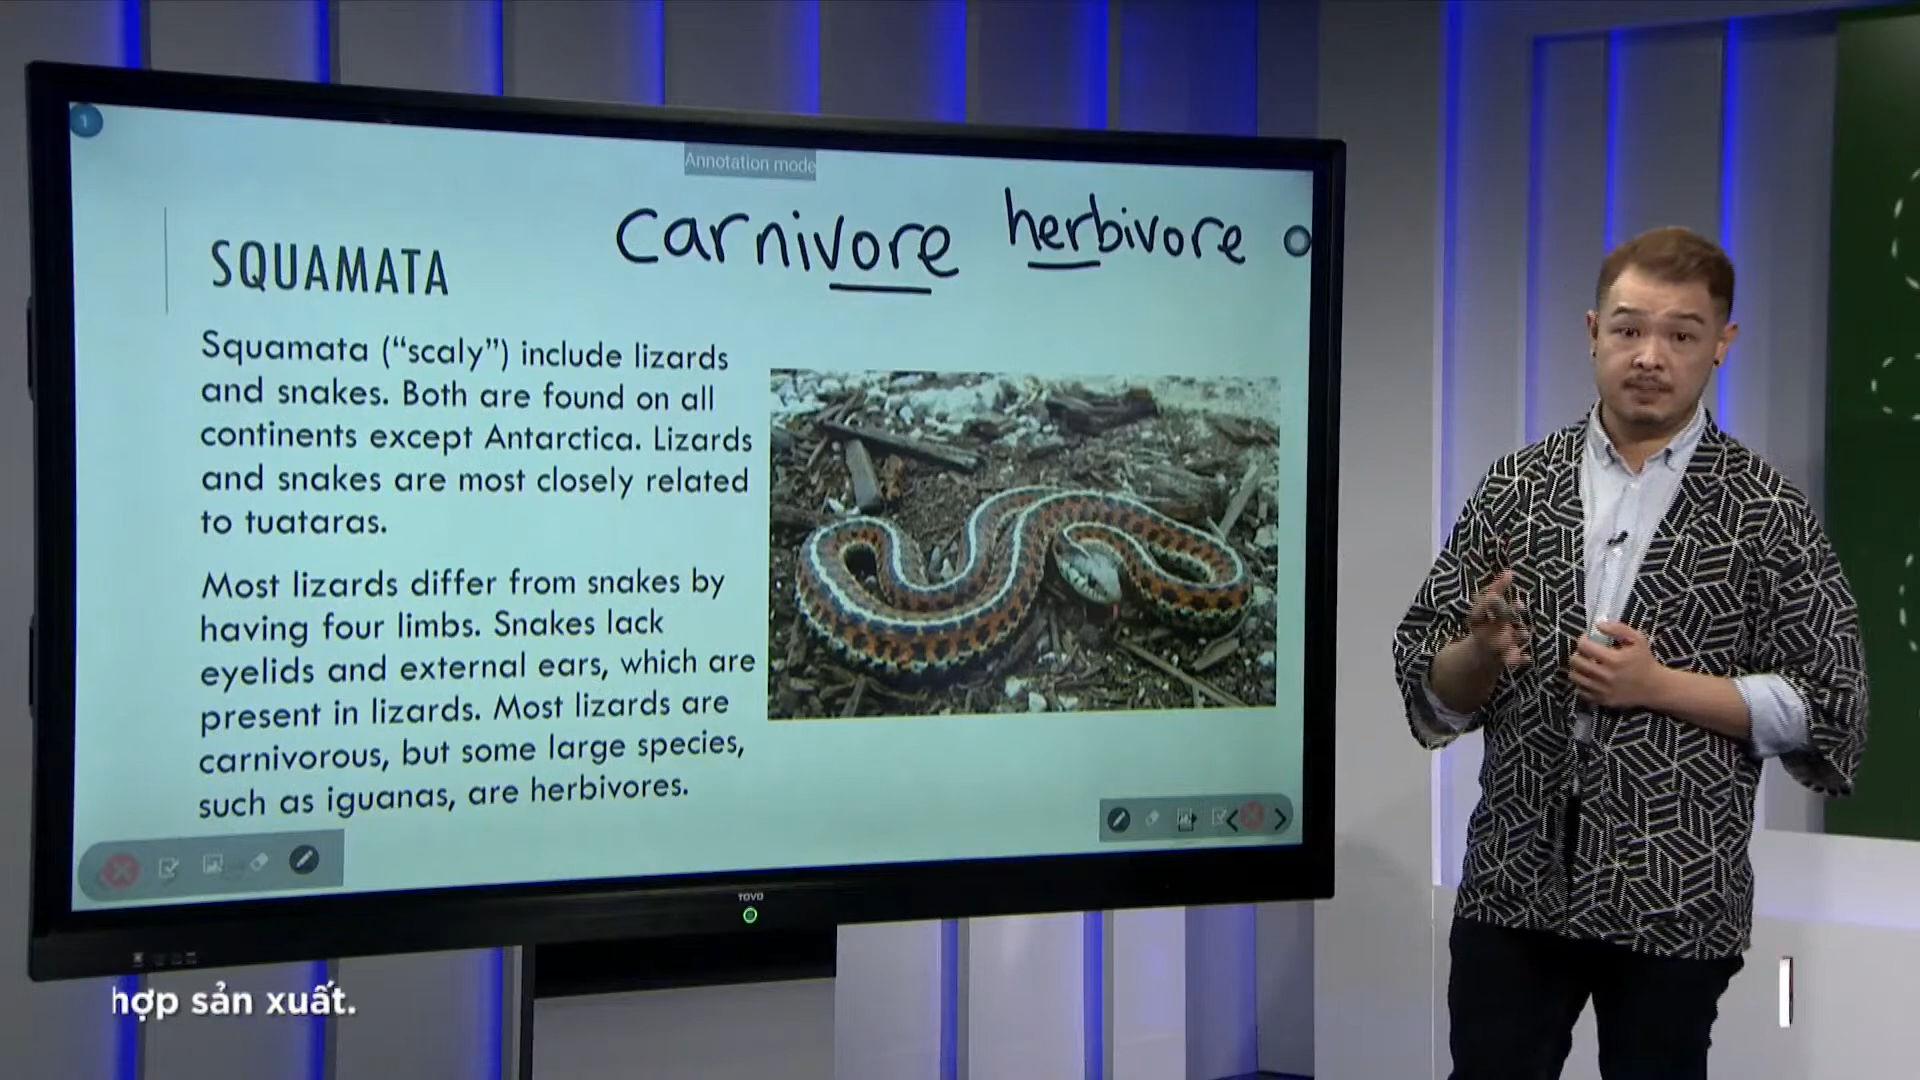 1
Annotation mode
carnivore herbivore o
SQUAMATA
Squamata (“scaly”) include lizards
and snakes. Both are found on all
continents except Antarctica. Lizards
and snakes are most closely related
to tuataras.
Most lizards differ from snakes by
having four limbs. Snakes lack
eyelids and external ears, which are
present in lizards. Most lizards are
carnivorous, but some large species,
such as iguanas, are herbivores.
TOVO
hợp sản xuất.